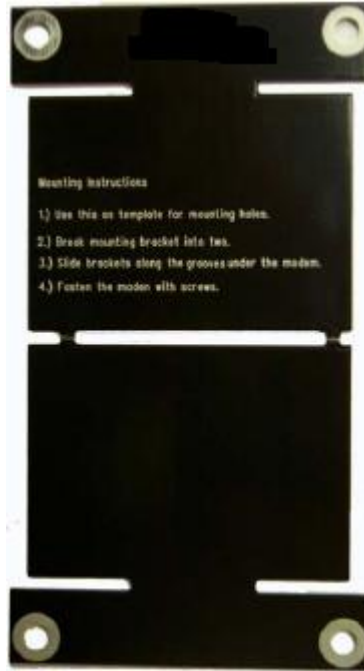 Mounting Instructions
1.) Use this as template for mounting holes.
2.) Break mounting bracket into two.
3.) Slide brackets along the grooves under the modem.
4.) Fasten the modem with screws.